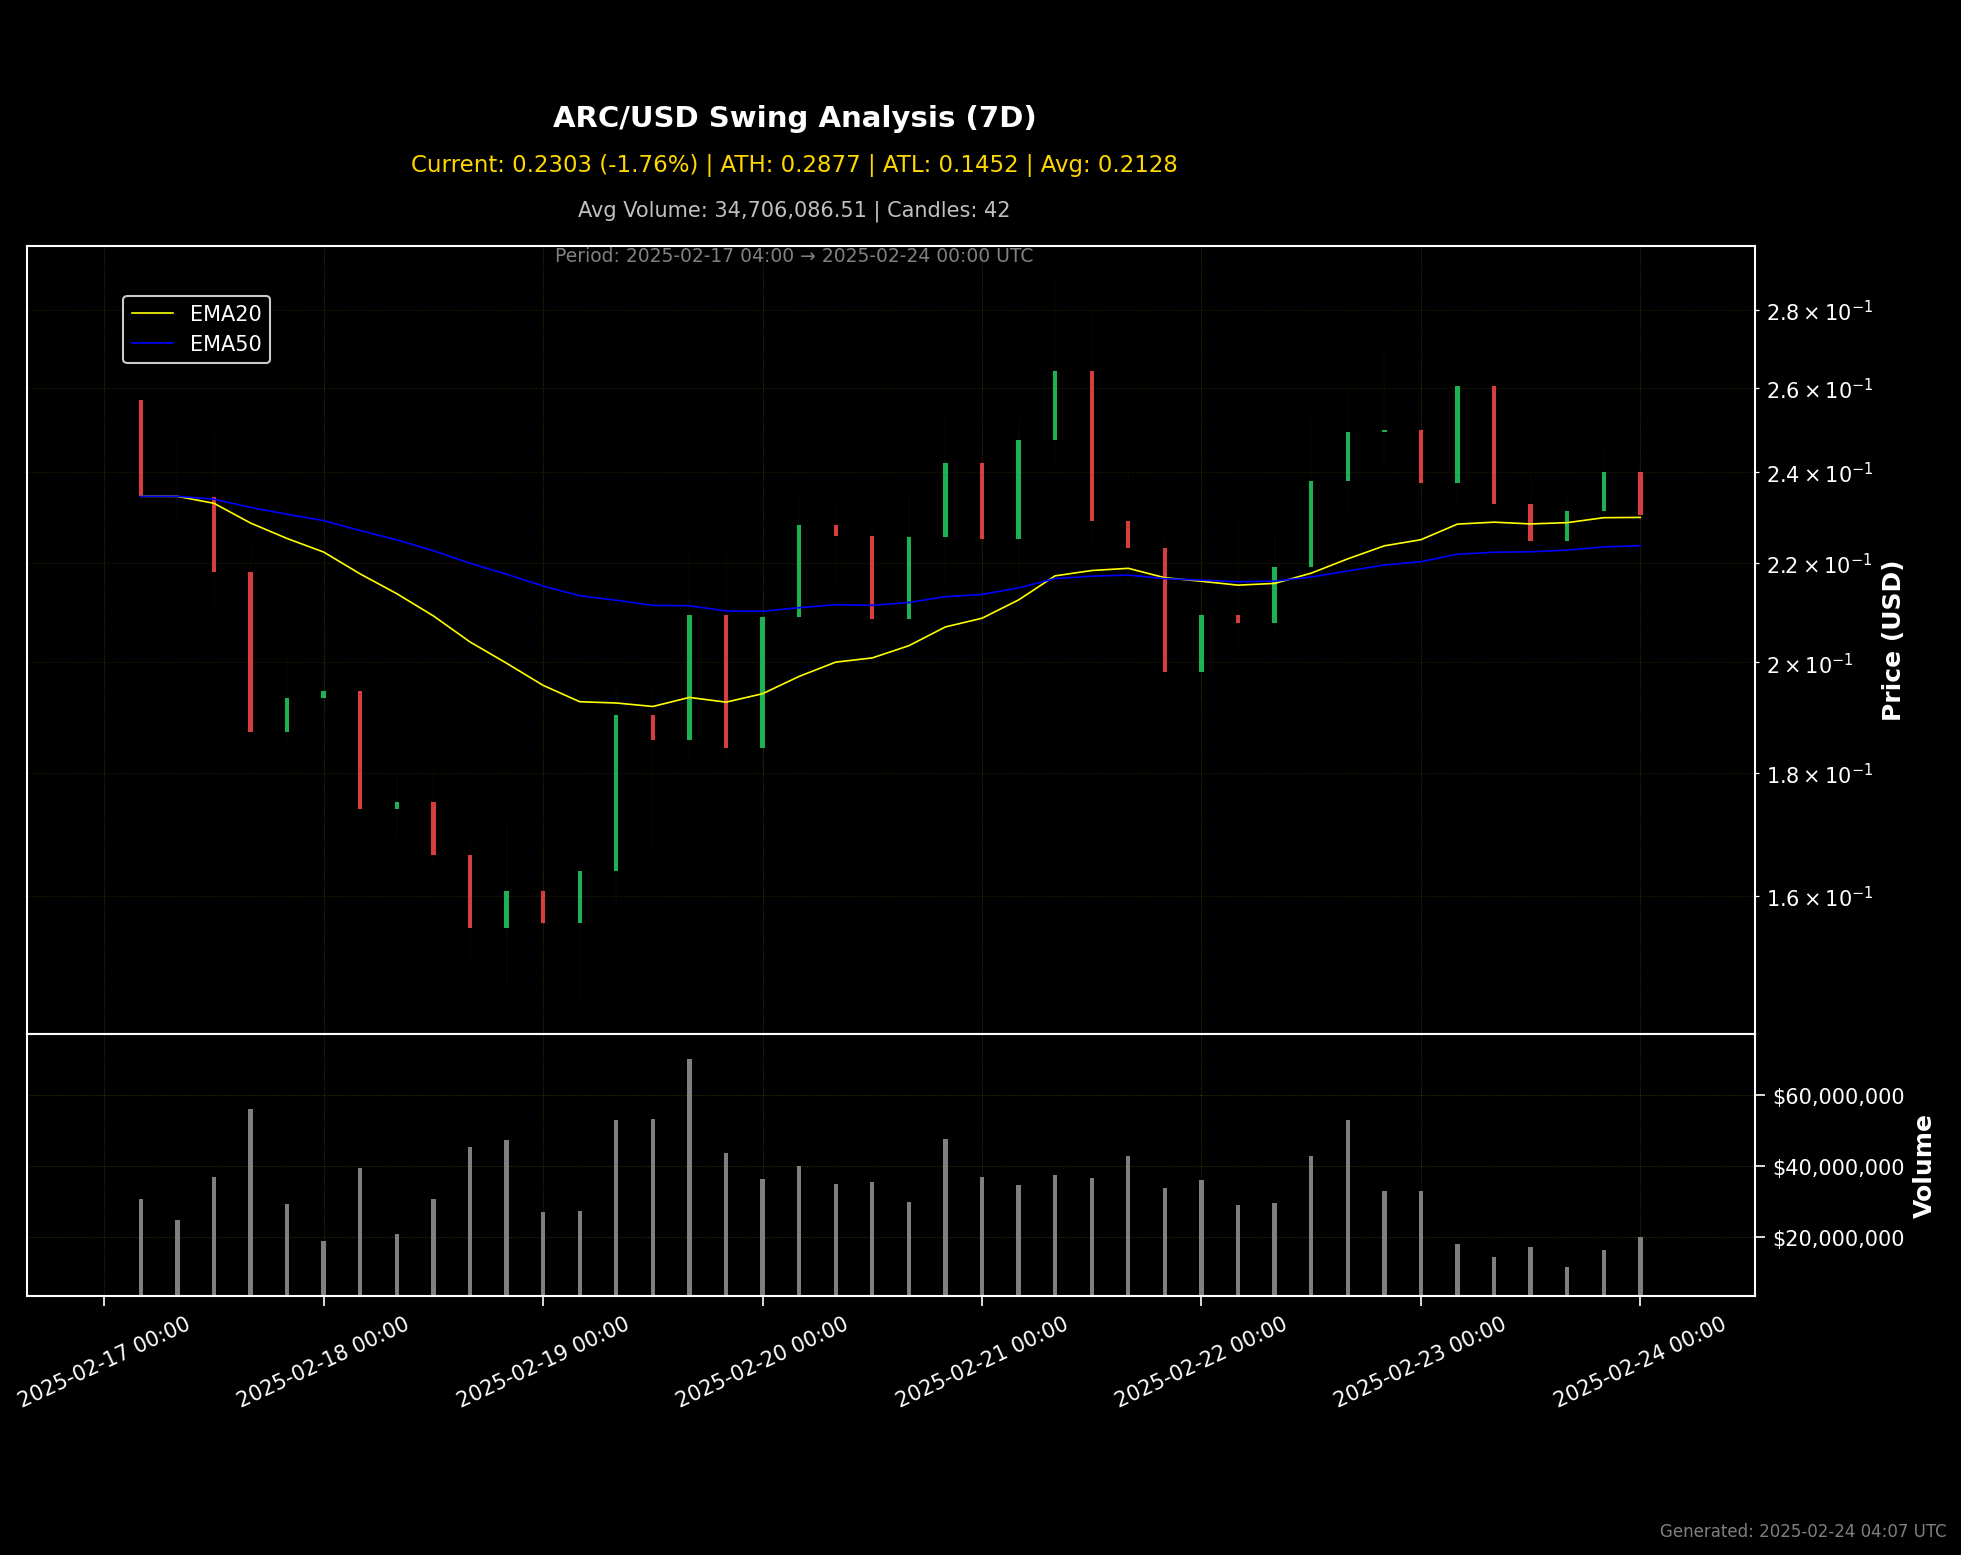 ARC/USD Swing Analysis (7D)
Current: 0.2303 (-1.76%) | ATH: 0.2877 | ATL: 0.1452 | Avg: 0.2128
Avg Volume: 34,706,086.51 | Candles: 42
Period: 2025-02-17 04:00 → 2025-02-24 00:00 UTC
EMA20
EMA50
2.8 × 10⁻¹
2.6 × 10⁻¹
2.4 × 10⁻¹
2.2 × 10⁻¹
2 × 10⁻¹
1.8 × 10⁻¹
1.6 × 10⁻¹
Price (USD)
$60,000,000
$40,000,000
$20,000,000
Volume
2025-02-17 00:00
2025-02-18 00:00
2025-02-19 00:00
2025-02-20 00:00
2025-02-21 00:00
2025-02-22 00:00
2025-02-23 00:00
2025-02-24 00:00
Generated: 2025-02-24 04:07 UTC